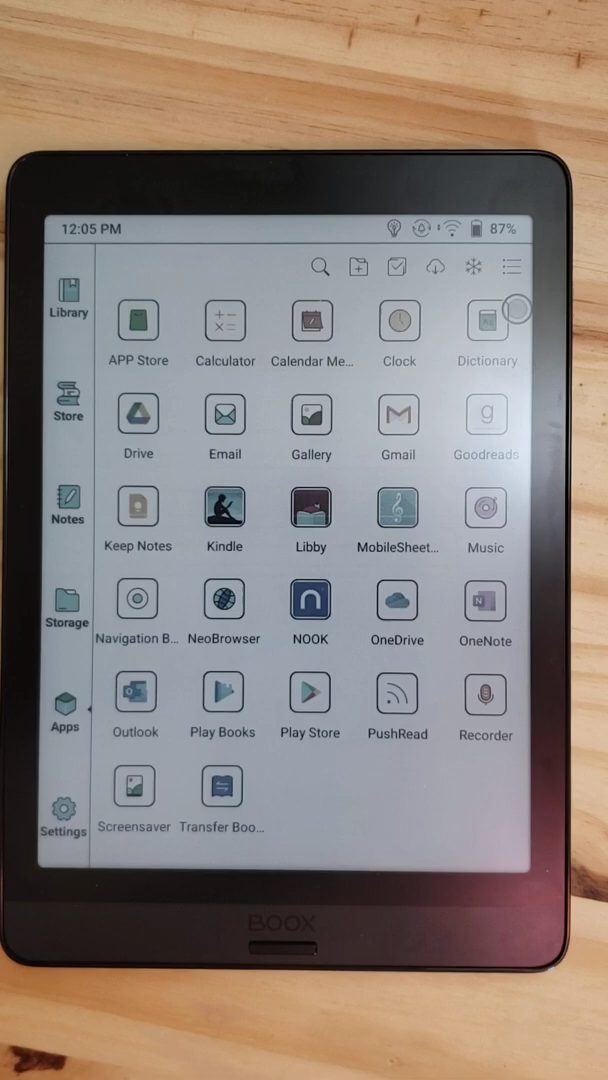 12:05 PM 87%
Library
Store
Notes
Storage
Apps
Settings
APP Store Calculator Calendar Me... Clock Dictionary
Drive Email Gallery Gmail Goodreads
Keep Notes Kindle Libby MobileSheet... Music
Navigation B... NeoBrowser NOOK OneDrive OneNote
Outlook Play Books Play Store PushRead Recorder
Screensaver Transfer Boo...
BOOX